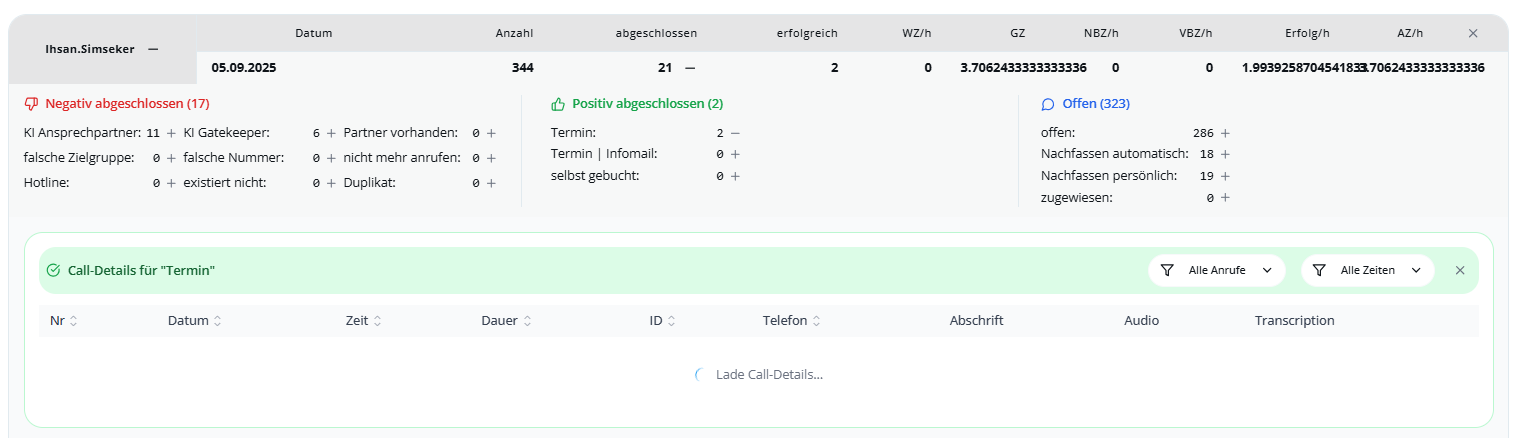 Ihsan.Simseker
Datum Anzahl abgeschlossen erfolgreich WZ/h GZ NBZ/h VBZ/h Erfolg/h AZ/h
05.09.2025 344 21 2 0 3.7062433333333336 0 0 1.9939258704541833 3.7062433333333336
Negativ abgeschlossen (17)
KI Ansprechpartner: 11 + KI Gatekeeper: 6 + Partner vorhanden: 0 +
falsche Zielgruppe: 0 + falsche Nummer: 0 + nicht mehr anrufen: 0 +
Hotline: 0 + existiert nicht: 0 + Duplikat: 0 +
Positiv abgeschlossen (2)
Termin: 2 −
Termin | Infomail: 0 +
selbst gebucht: 0 +
Offen (323)
offen: 286 +
Nachfassen automatisch: 18 +
Nachfassen persönlich: 19 +
zugewiesen: 0 +
Call-Details für "Termin" Alle Anrufe Alle Zeiten
Nr Datum Zeit Dauer ID Telefon Abschrift Audio Transcription
Lade Call-Details...